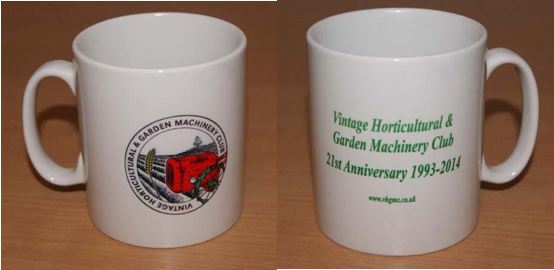 VINTAGE HORTICULTURAL & GARDEN MACHINERY CLUB
Vintage Horticultural &
Garden Machinery Club
21st Anniversary 1993-2014
www.vhgmc.co.uk